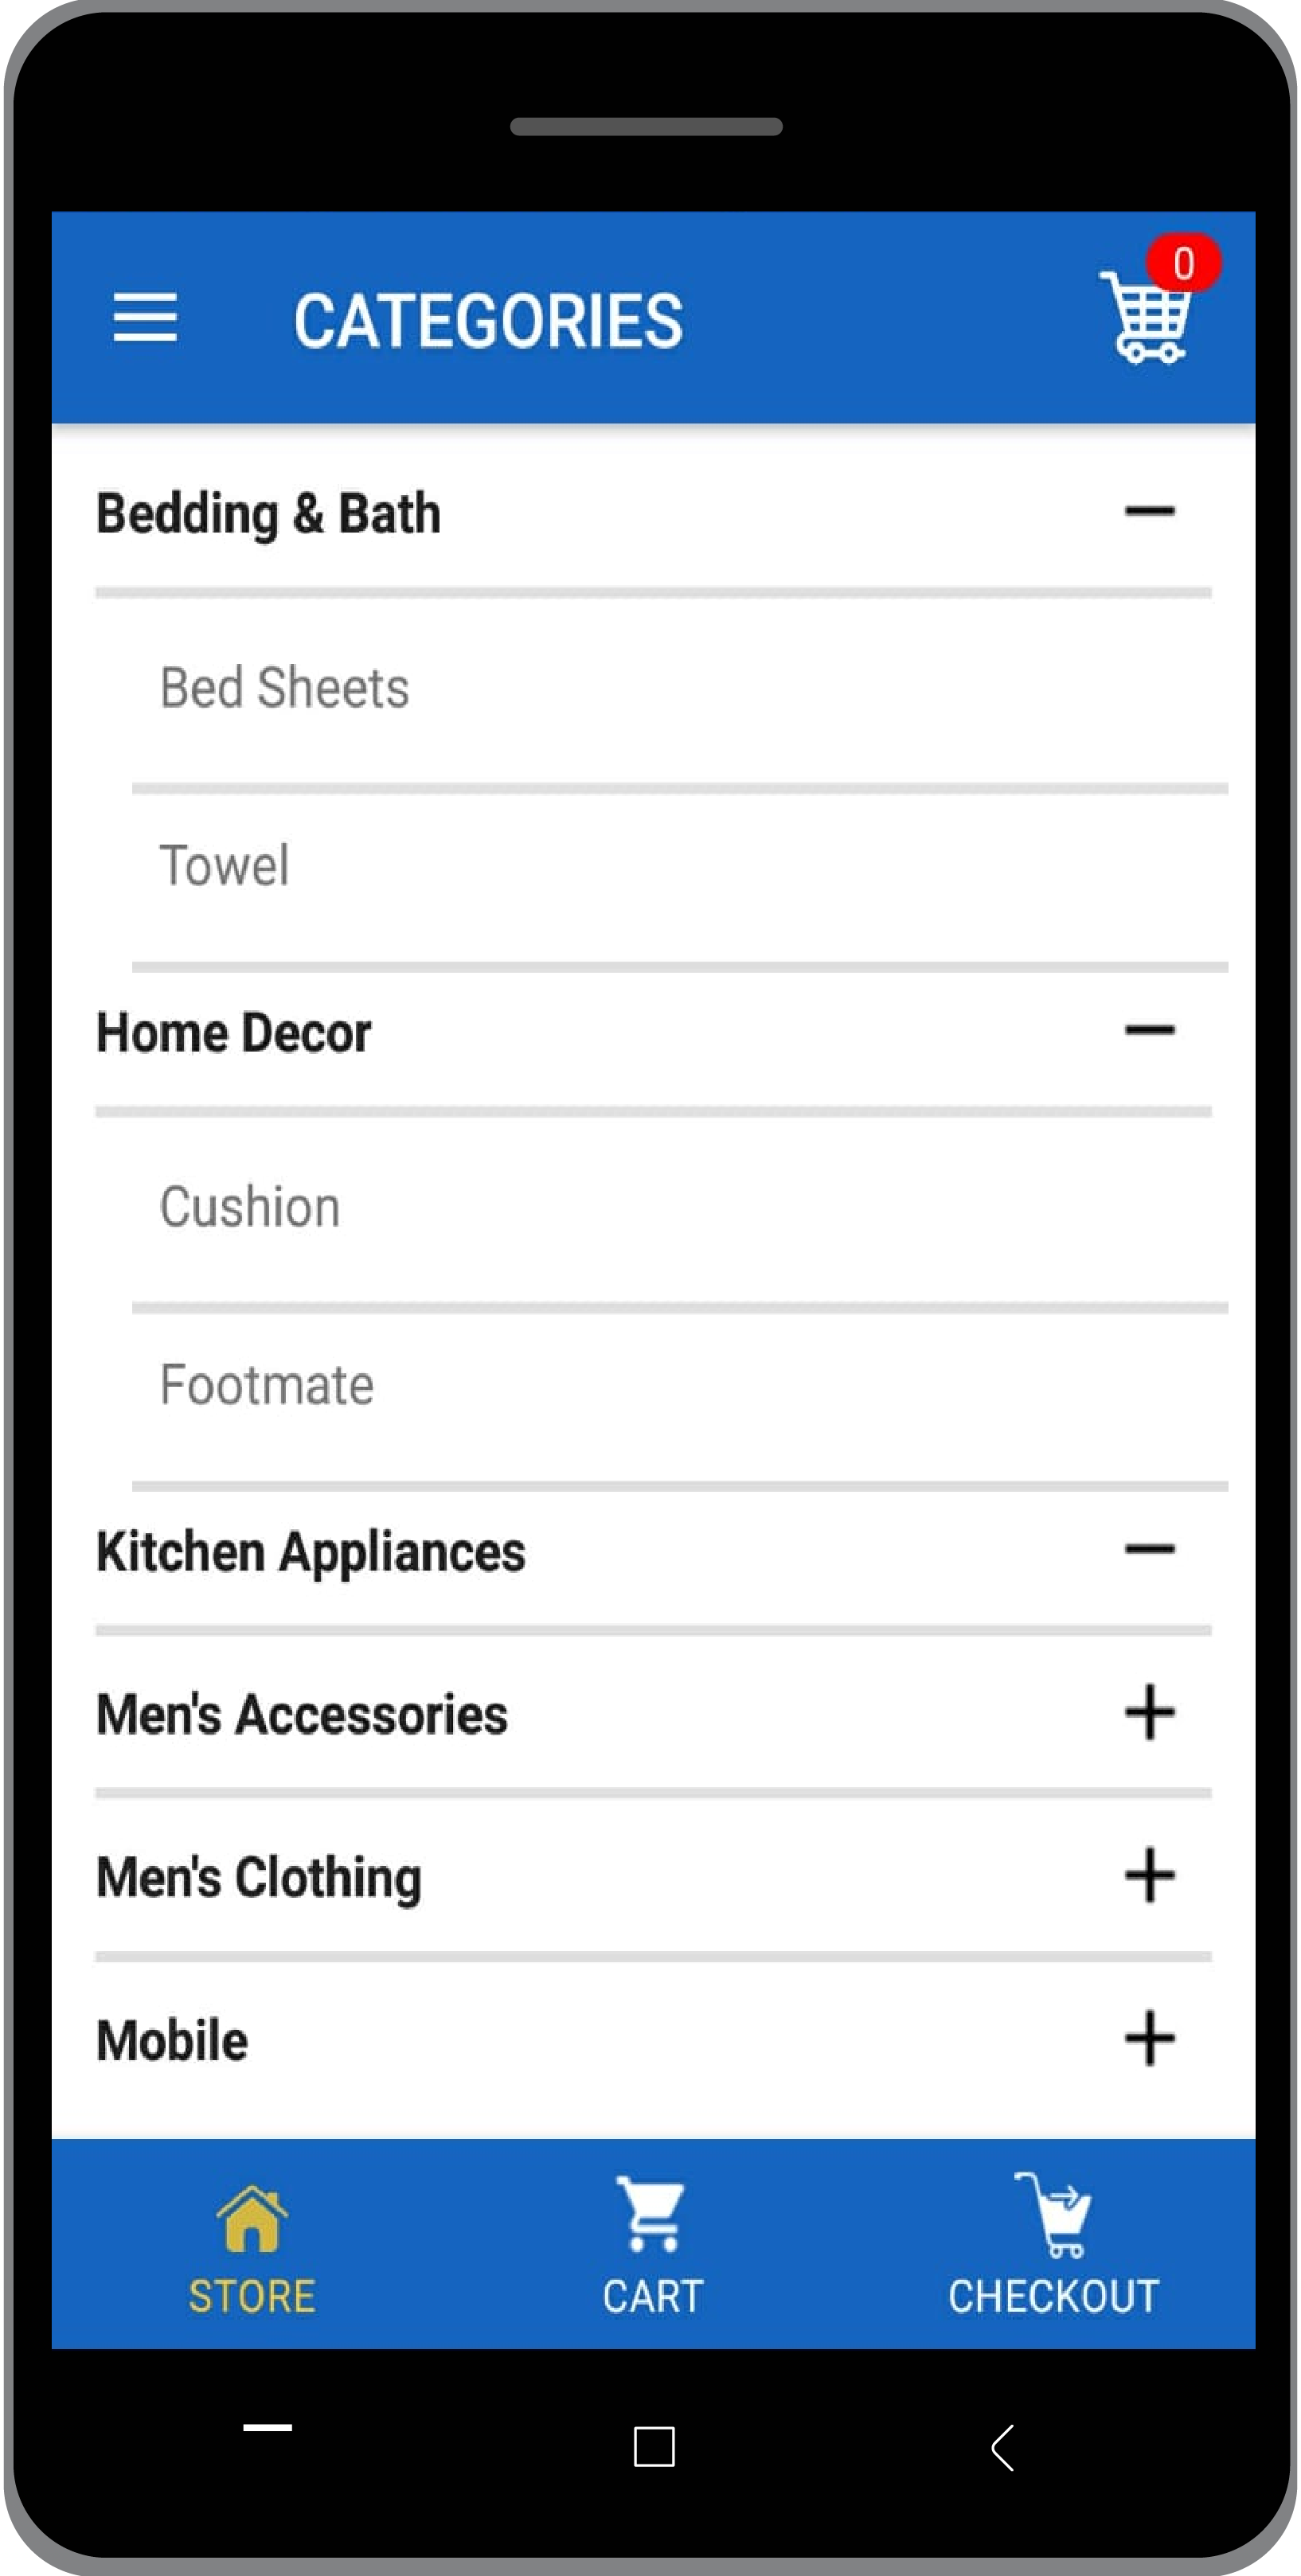 CATEGORIES
0
Bedding & Bath
Bed Sheets
Towel
Home Decor
Cushion
Footmate
Kitchen Appliances
Men's Accessories
Men's Clothing
Mobile
STORE
CART
CHECKOUT